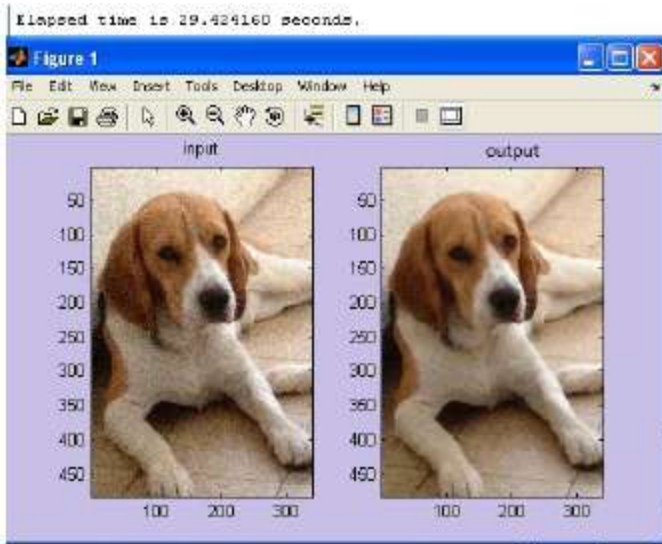 Elapsed time is 29.424160 seconds.
Figure 1
File Edit View Insert Tools Desktop Window Help
input
output
50
100
150
200
250
300
350
400
450
100 200 300
50
100
150
200
250
300
350
400
450
100 200 300